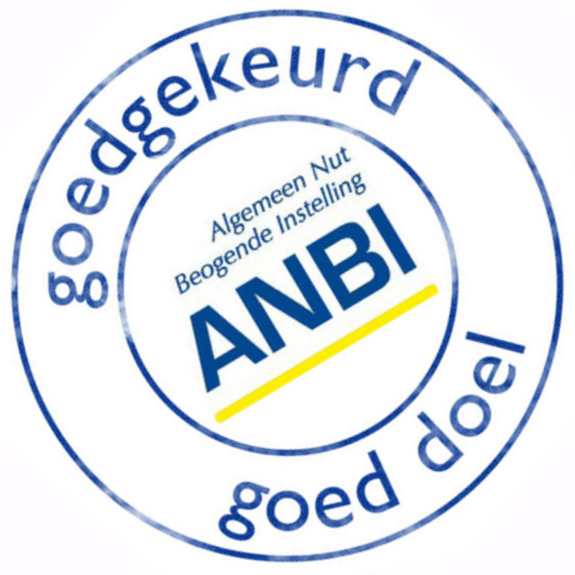 goedgekeurd
Algemeen Nut
Beogende Instelling
ANBI
goed doel